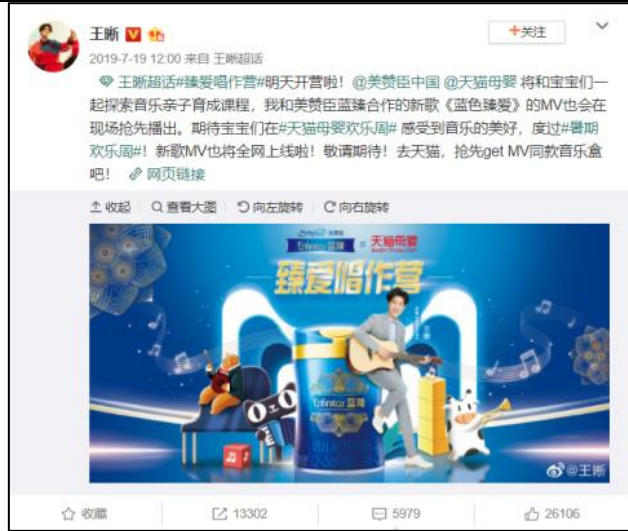 王晰
+关注
2019-7-19 12:00 来自 王晰超话
王晰超话#臻爱唱作营#明天开营啦！@美赞臣中国 @天猫母婴 将和宝宝们一
起探索音乐亲子育成课程，我和美赞臣蓝臻合作的新歌《蓝色臻爱》的MV也会在
现场抢先播出。期待宝宝们在#天猫母婴欢乐周# 感受到音乐的美好，度过#暑期
欢乐周#！新歌MV也将全网上线啦！敬请期待！去天猫，抢先get MV同款音乐盒
吧！ 网页链接
收起 查看大图 向左旋转 向右旋转
Enfinitas 蓝臻 × 天猫母婴
臻爱唱作营
Enfinitas 蓝臻
@王晰
收藏 13302 5979 26106